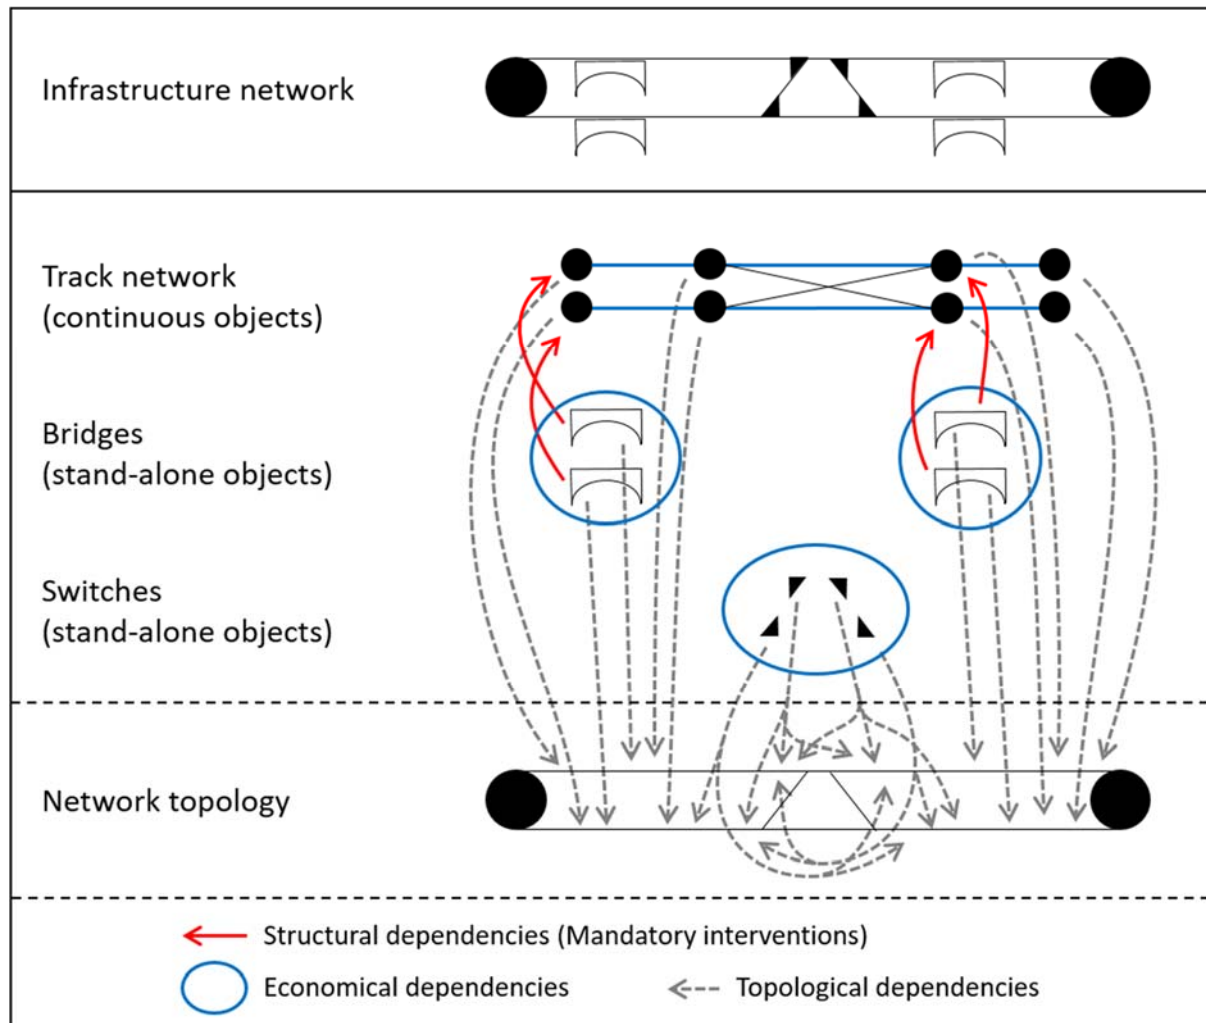 Infrastructure network
Track network
(continuous objects)
Bridges
(stand-alone objects)
Switches
(stand-alone objects)
Network topology
Structural dependencies (Mandatory interventions)
Economical dependencies
Topological dependencies